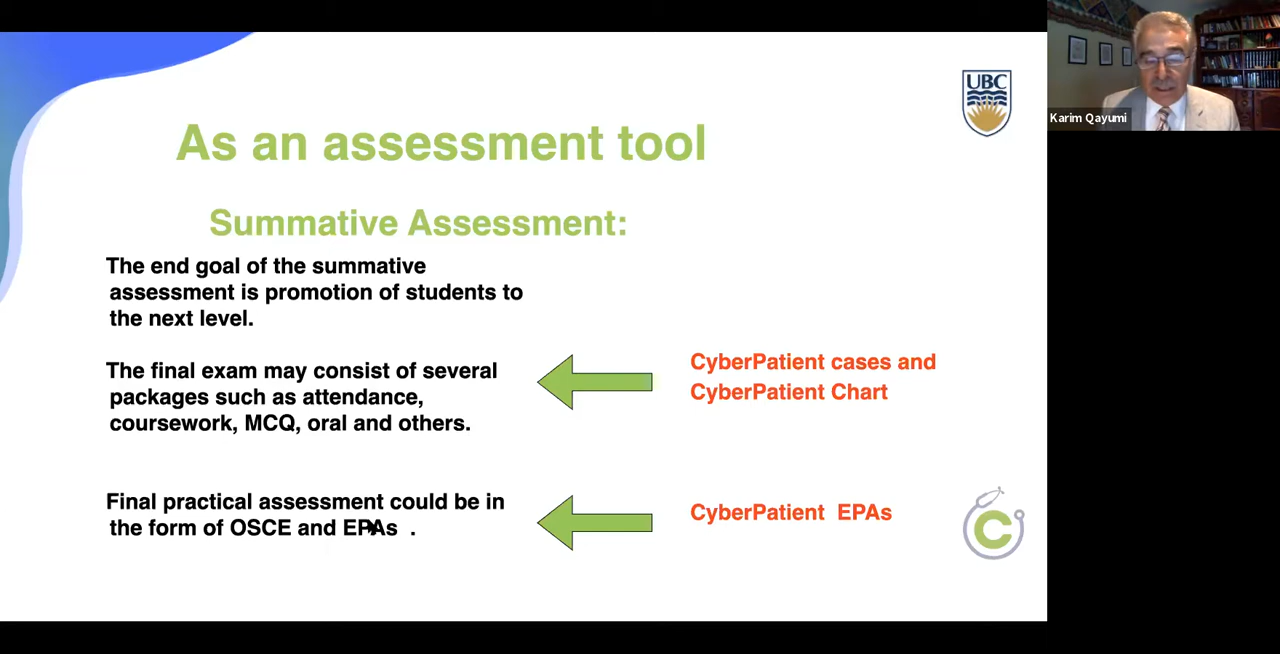 UBC
Karim Qayumi
As an assessment tool
Summative Assessment:
The end goal of the summative
assessment is promotion of students to
the next level.
The final exam may consist of several
packages such as attendance,
coursework, MCQ, oral and others.
CyberPatient cases and
CyberPatient Chart
Final practical assessment could be in
the form of OSCE and EPAs .
CyberPatient EPAs
C